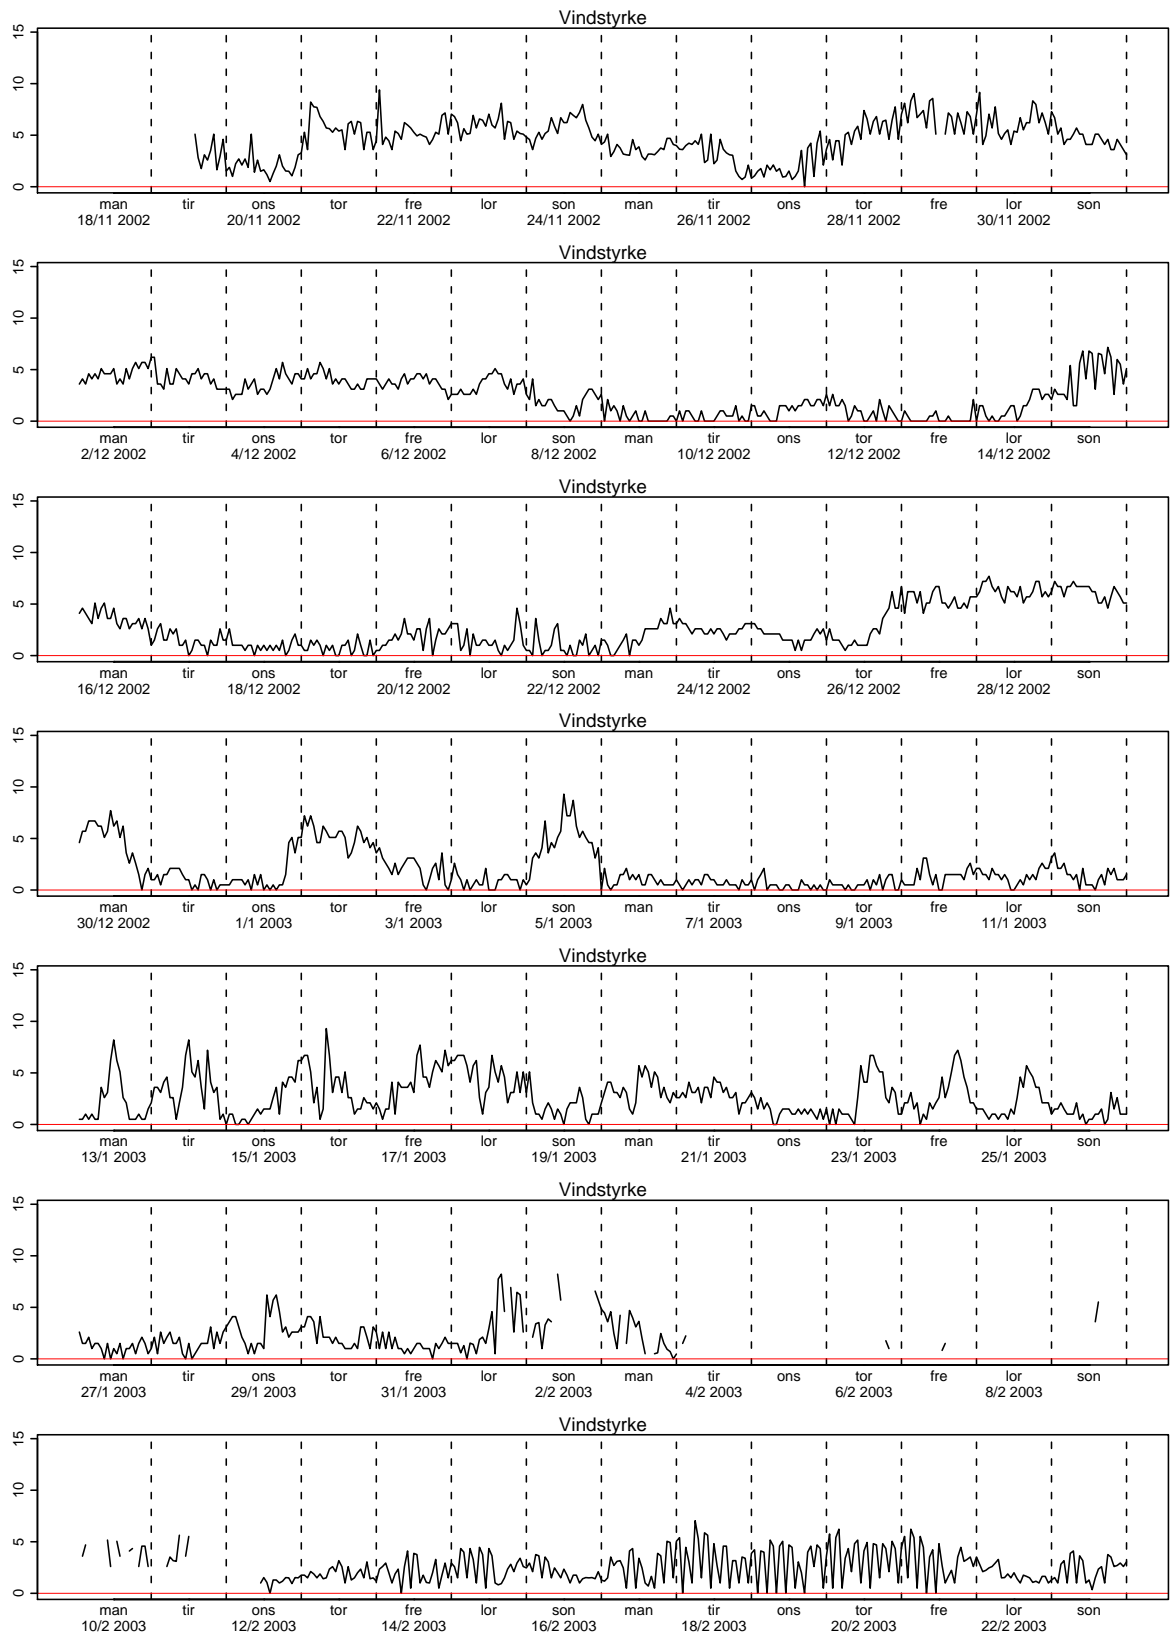 Vindstyrke
15
10
5
0
man tir ons tor fre lor son man tir ons tor fre lor son
18/11 2002 20/11 2002 22/11 2002 24/11 2002 26/11 2002 28/11 2002 30/11 2002
Vindstyrke
15
10
5
0
man tir ons tor fre lor son man tir ons tor fre lor son
2/12 2002 4/12 2002 6/12 2002 8/12 2002 10/12 2002 12/12 2002 14/12 2002
Vindstyrke
15
10
5
0
man tir ons tor fre lor son man tir ons tor fre lor son
16/12 2002 18/12 2002 20/12 2002 22/12 2002 24/12 2002 26/12 2002 28/12 2002
Vindstyrke
15
10
5
0
man tir ons tor fre lor son man tir ons tor fre lor son
30/12 2002 1/1 2003 3/1 2003 5/1 2003 7/1 2003 9/1 2003 11/1 2003
Vindstyrke
15
10
5
0
man tir ons tor fre lor son man tir ons tor fre lor son
13/1 2003 15/1 2003 17/1 2003 19/1 2003 21/1 2003 23/1 2003 25/1 2003
Vindstyrke
15
10
5
0
man tir ons tor fre lor son man tir ons tor fre lor son
27/1 2003 29/1 2003 31/1 2003 2/2 2003 4/2 2003 6/2 2003 8/2 2003
Vindstyrke
15
10
5
0
man tir ons tor fre lor son man tir ons tor fre lor son
10/2 2003 12/2 2003 14/2 2003 16/2 2003 18/2 2003 20/2 2003 22/2 2003